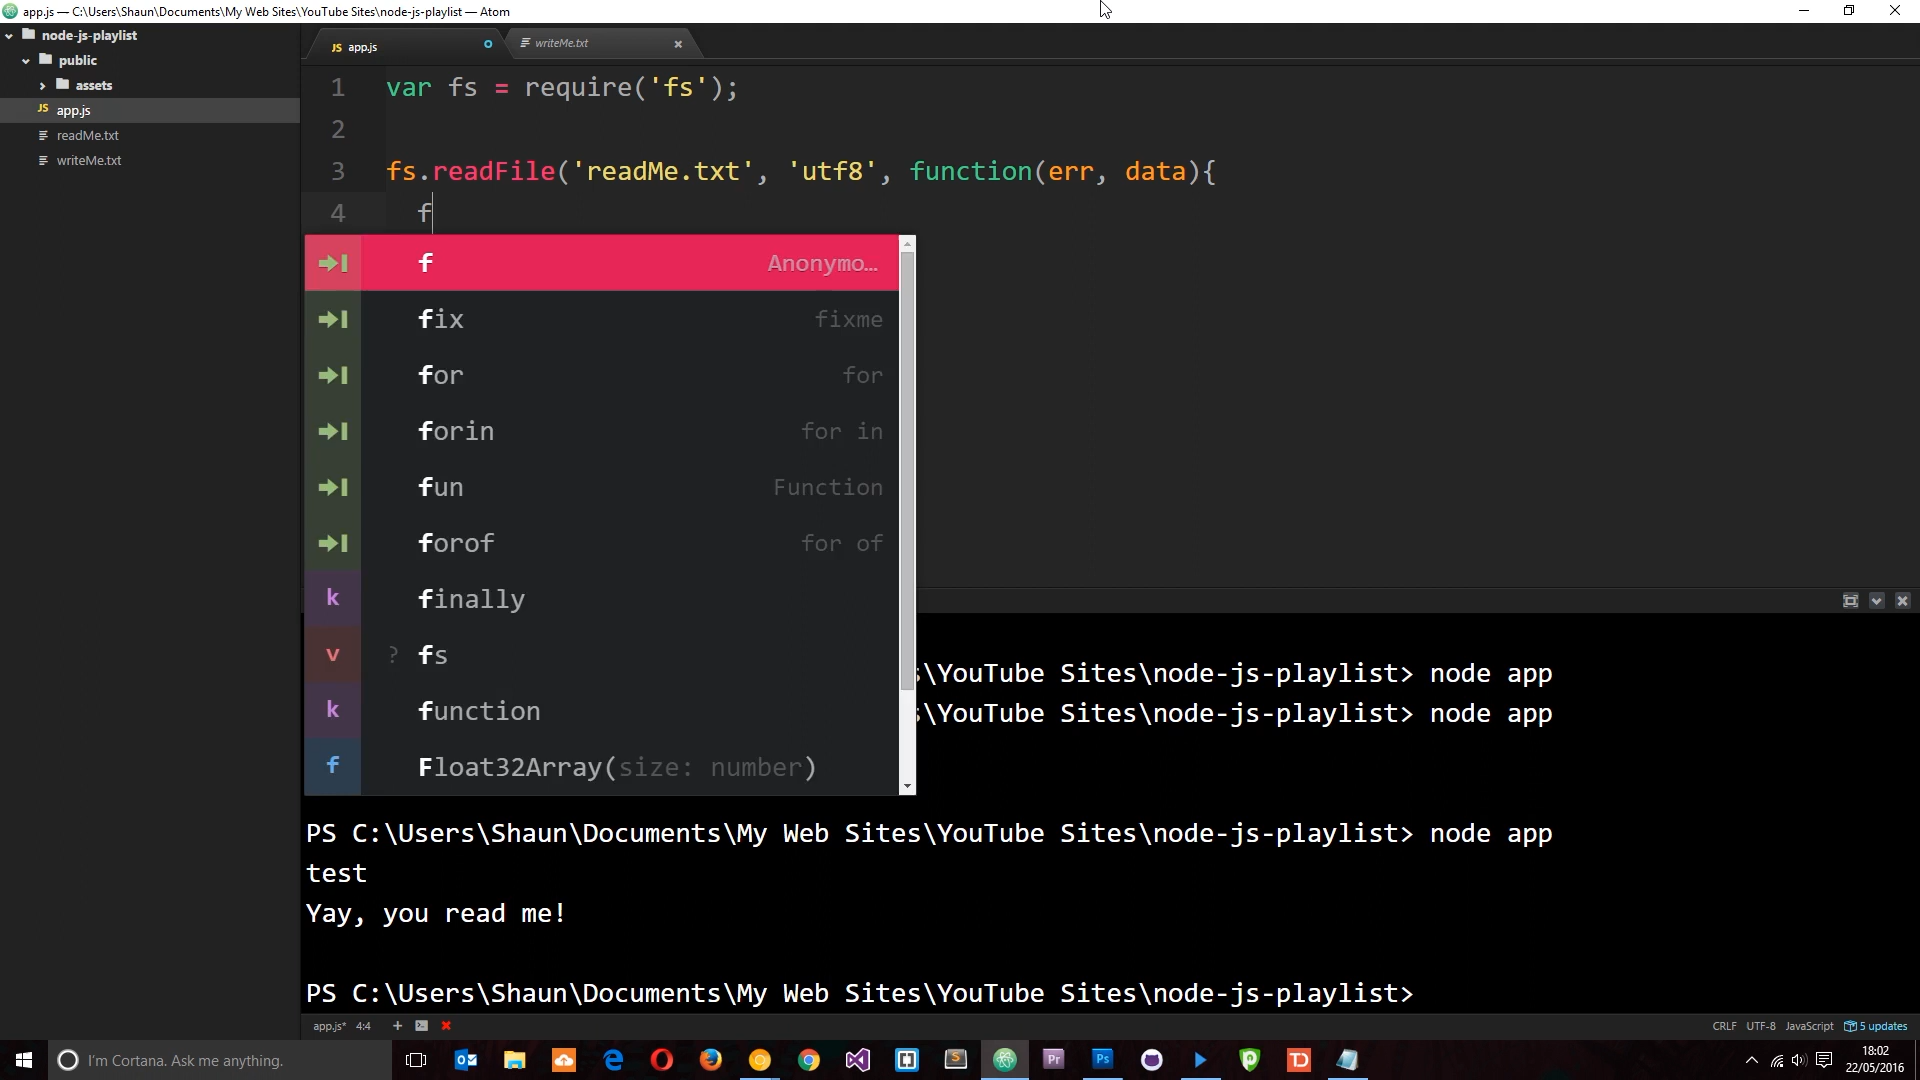 app.js — C:\Users\Shaun\Documents\My Web Sites\YouTube Sites\node-js-playlist — Atom
node-js-playlist
public
assets
JS app.js
readMe.txt
writeMe.txt
JS app.js
writeMe.txt
1 var fs = require('fs');
2
3 fs.readFile('readMe.txt', 'utf8', function(err, data){
4 f
f Anonymo…
fix fixme
for for
forin for in
fun Function
forof for of
k finally
v ? fs
k function
f Float32Array(size: number)
\YouTube Sites\node-js-playlist> node app
\YouTube Sites\node-js-playlist> node app
PS C:\Users\Shaun\Documents\My Web Sites\YouTube Sites\node-js-playlist> node app
test
Yay, you read me!
PS C:\Users\Shaun\Documents\My Web Sites\YouTube Sites\node-js-playlist>
app.js* 4:4
CRLF UTF-8 JavaScript 5 updates
I'm Cortana. Ask me anything.
Pr
Ps
TD
18:02
22/05/2016